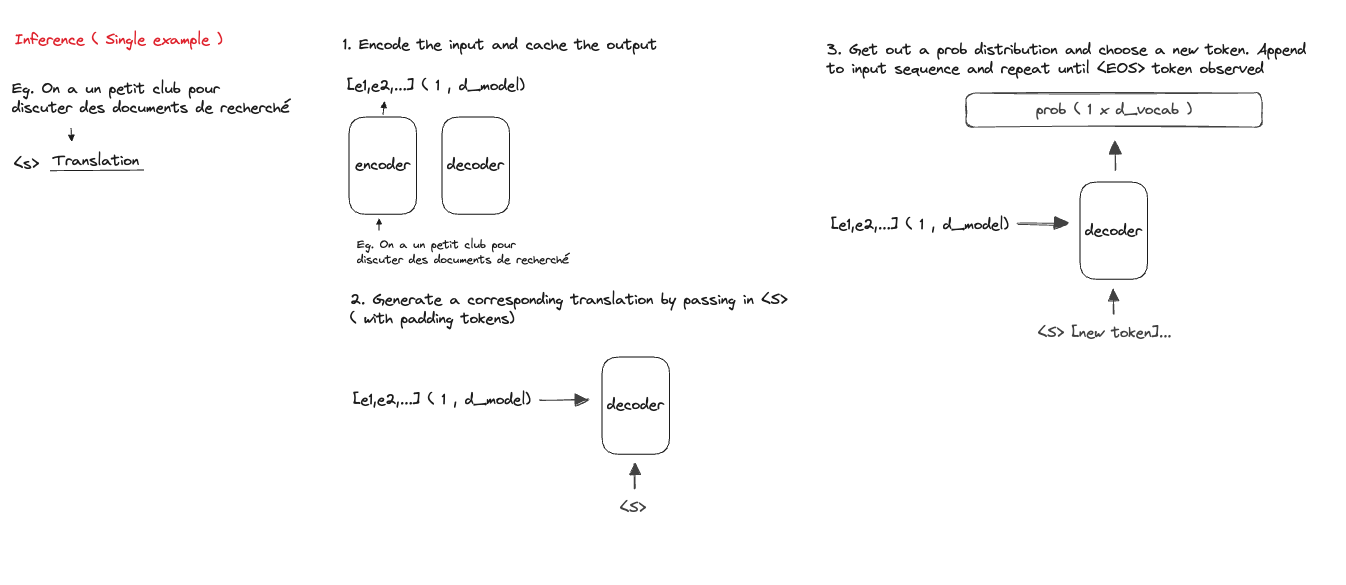 Inference ( Single example )
Eg. On a un petit club pour
discuter des documents de recherché
<s> Translation
1. Encode the input and cache the output
[e1,e2,...] ( 1 , d_model)
encoder
decoder
Eg. On a un petit club pour
discuter des documents de recherché
2. Generate a corresponding translation by passing in <S>
( with padding tokens)
[e1,e2,...] ( 1 , d_model)
decoder
<S>
3. Get out a prob distribution and choose a new token. Append
to input sequence and repeat until <EOS> token observed
prob ( 1 x d_vocab )
[e1,e2,...] ( 1 , d_model)
decoder
<S> [new token]...